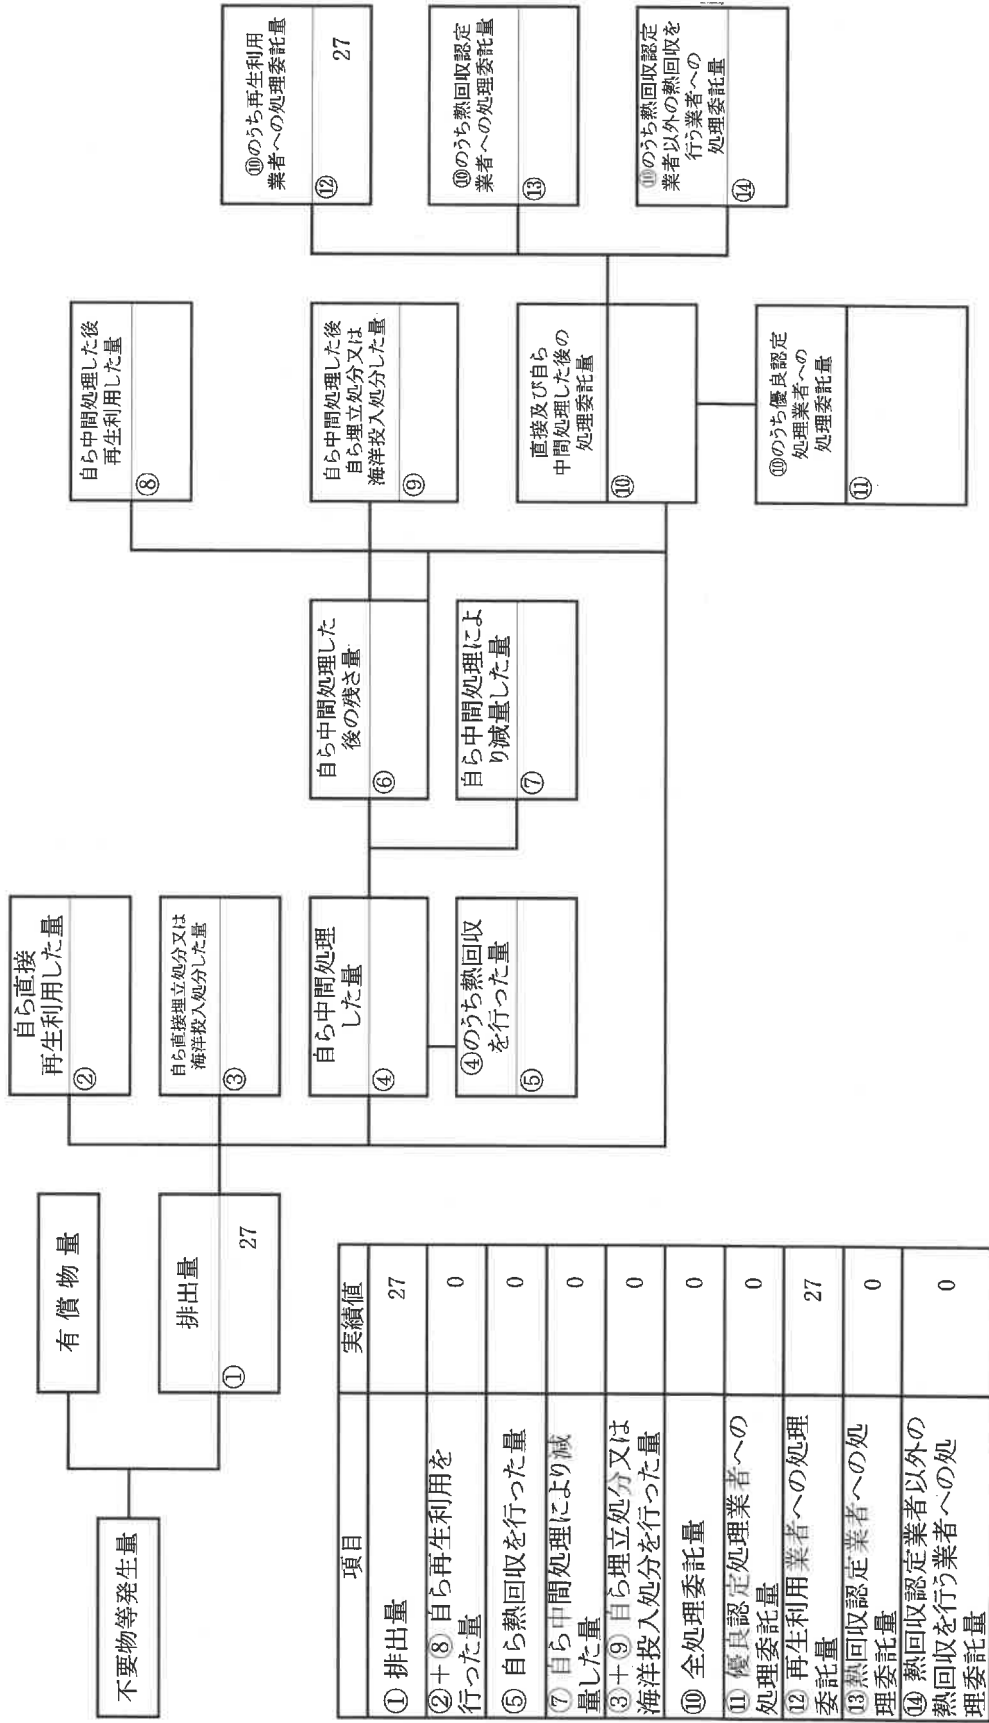 不要物等発生量
有償物量
排出量
①
27
自ら直接
再生利用した量
②
自ら直接埋立処分又は
海洋投入処分した量
③
自ら中間処理
した量
④
④のうち熱回収
を行った量
⑤
自ら中間処理した
後の残さ量
⑥
自ら中間処理によ
り減量した量
⑦
自ら中間処理した後
再生利用した量
⑧
自ら中間処理した後
自ら埋立処分又は
海洋投入処分した量
⑨
直接及び自ら
中間処理した後の
処理委託量
⑩
⑩のうち優良認定
処理業者への
処理委託量
⑪
⑩のうち再生利用
業者への処理委託量
⑫
27
⑩のうち熱回収認定
業者への処理委託量
⑬
⑩のうち熱回収認定
業者以外の熱回収を
行う業者への
処理委託量
⑭
項目 実績値
① 排出量 27
②+⑧ 自ら再生利用を
行った量 0
⑤ 自ら熱回収を行った量 0
⑦ 自ら中間処理により減
量した量 0
③+⑨ 自ら埋立処分又は
海洋投入処分を行った量 0
⑩ 全処理委託量 0
⑪ 優良認定処理業者への
処理委託量 0
⑫ 再生利用業者への処理
委託量 27
⑬熱回収認定業者への処
理委託量 0
⑭ 熱回収認定業者以外の
熱回収を行う業者への処
理委託量 0